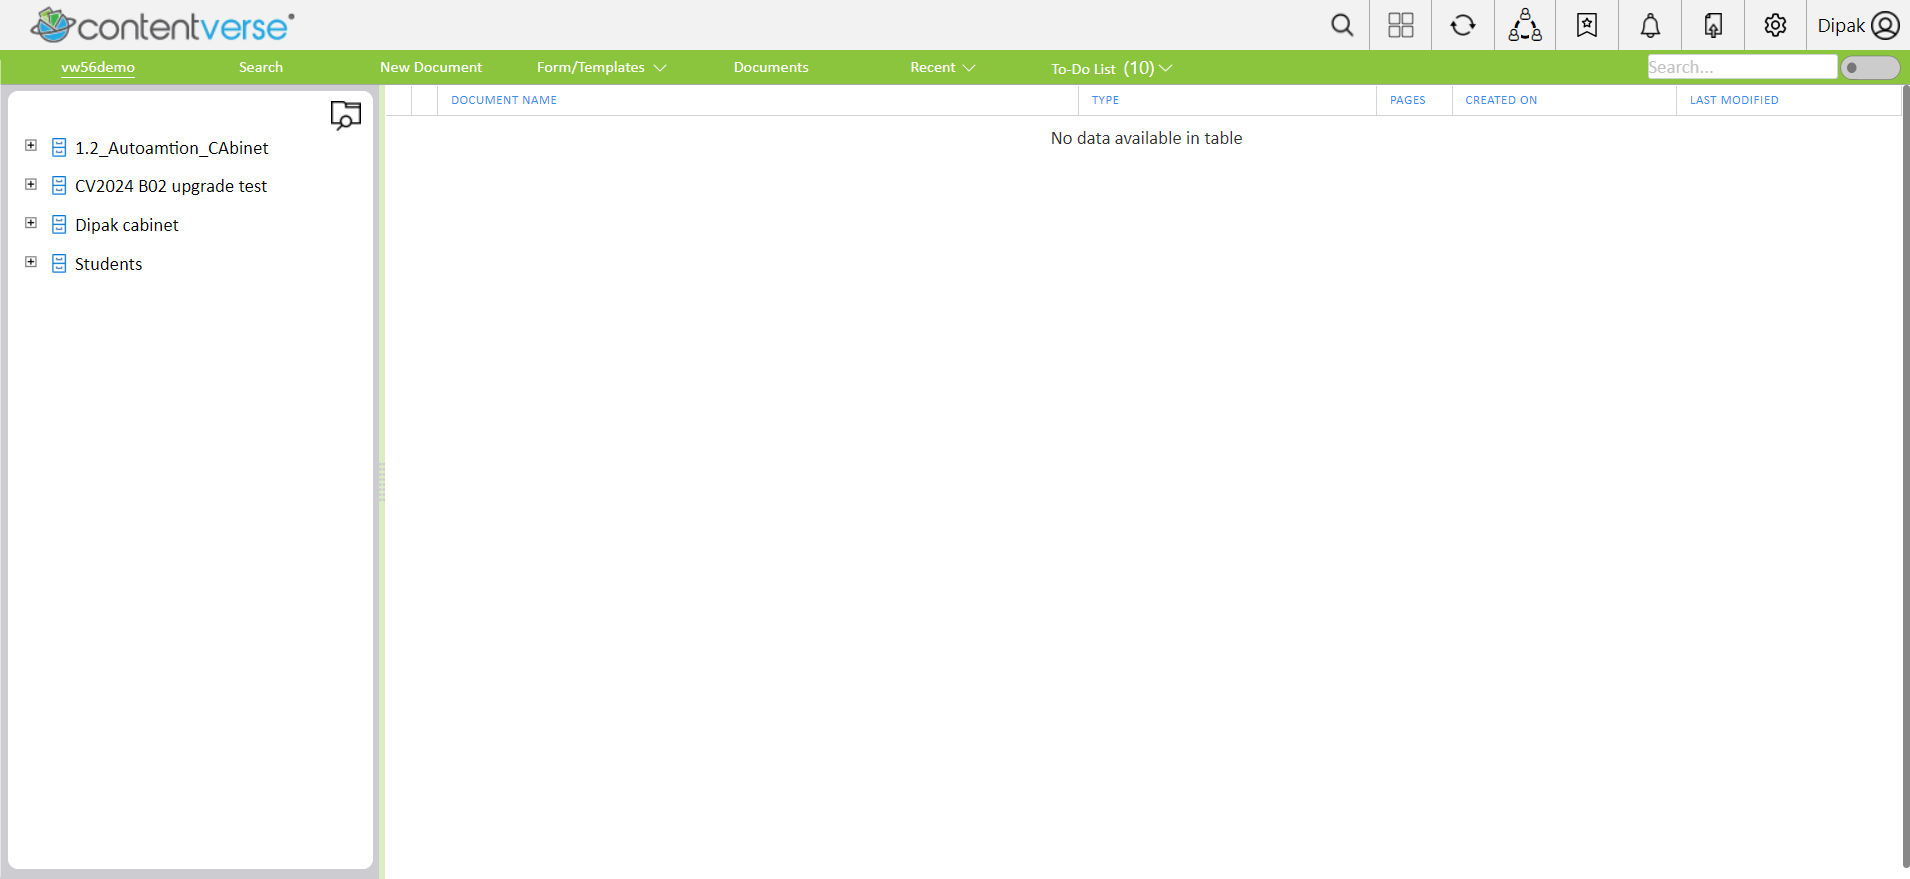 contentverse
Dipak
vw56demo Search New Document Form/Templates Documents Recent To-Do List (10) Search...
DOCUMENT NAME TYPE PAGES CREATED ON LAST MODIFIED
No data available in table
1.2_Autoamtion_CAbinet
CV2024 B02 upgrade test
Dipak cabinet
Students